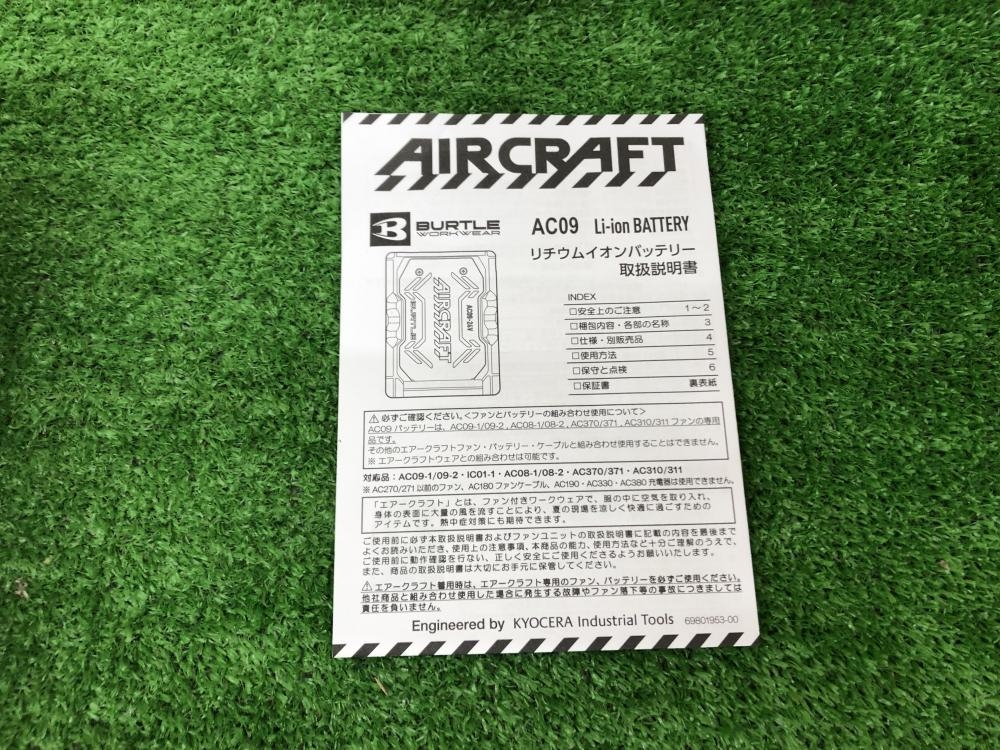 AIRCRAFT
BURTLE
WORKWEAR
AC09 Li-ion BATTERY
リチウムイオンバッテリー
取扱説明書
AIRCRAFT
AC09-24V
BURTLE
INDEX
□安全上のご注意 1～2
□梱包内容・各部の名称 3
□仕様・別販売品 4
□使用方法 5
□保守と点検 6
□保証書 裏表紙
⚠必ずご確認ください。<ファンとバッテリーの組み合わせ使用について>
AC09 バッテリーは、AC09-1/09-2、AC08-1/08-2、AC370/371、AC310/311 ファンの専用
品です。
その他のエアークラフトファン・バッテリー・ケーブルと組み合わせ使用することはできません。
※ エアークラフトウェアとの組み合わせは可能です。
対応品：AC09-1/09-2・IC01-1・AC08-1/08-2・AC370/371・AC310/311
※ AC270/271 以前のファン、AC180 ファンケーブル、AC190・AC330・AC380 充電器は使用できません。
「エアークラフト」とは、ファン付きワークウェアで、服の中に空気を取り入れ、
身体の表面に大量の風を流すことにより、夏の現場を涼しく快適に過ごすための
アイテムです。熱中症対策にも期待できます。
ご使用前に必ず本取扱説明書およびファンユニットの取扱説明書に記載の内容を最後まで
よくお読みいただき、使用上の注意事項、本商品の能力、使用方法など十分ご理解のうえで、
ご使用前に動作確認を行ない、正しく安全にご使用くださるようお願いいたします。
また、商品の取扱説明書は大切にお手元に保管してください。
⚠エアークラフト着用時は、エアークラフト専用のファン、バッテリーを必ずご使用ください。
他社商品と組み合わせ使用した場合に発生する故障やファン落下等の事故につきましては
責任を負いません。
Engineered by KYOCERA Industrial Tools 69801953-00